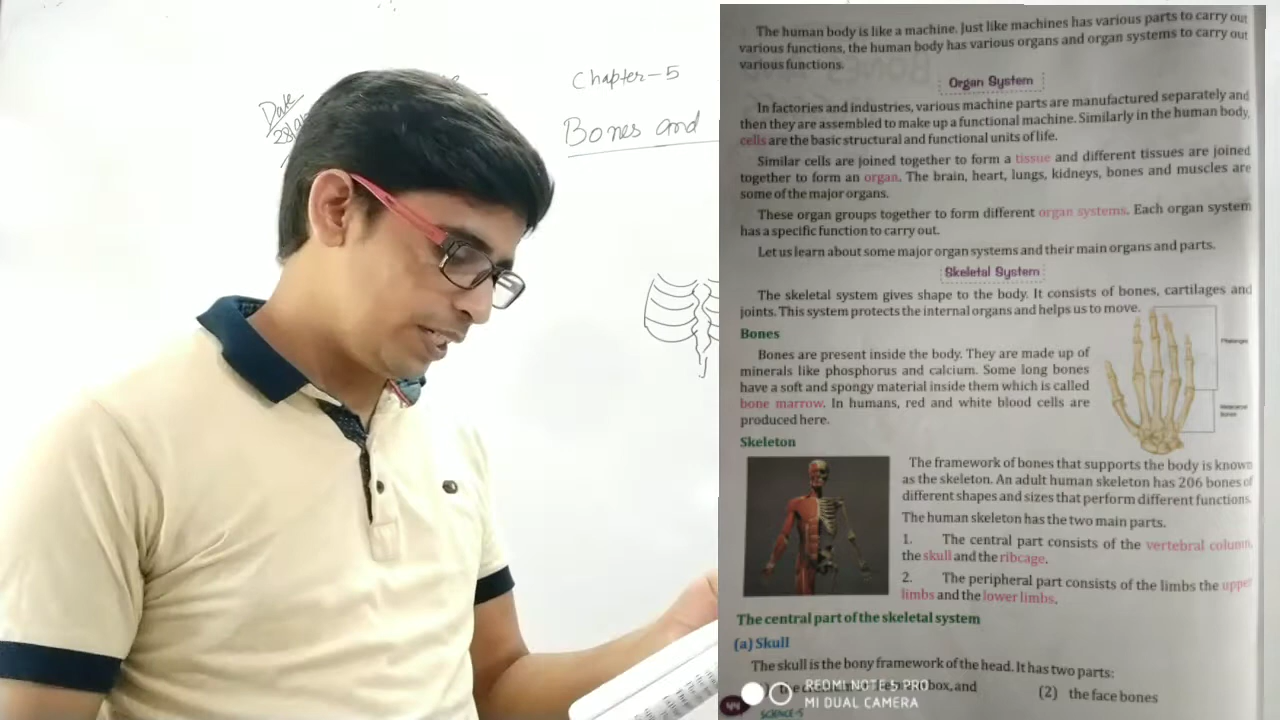 Date
Chapter-5
Bones and
The human body is like a machine. Just like machines has various parts to carry out
various functions, the human body has various organs and organ systems to carry out
various functions.
Organ System
In factories and industries, various machine parts are manufactured separately and
then they are assembled to make up a functional machine. Similarly in the human body,
cells are the basic structural and functional units of life.
Similar cells are joined together to form a tissue and different tissues are joined
together to form an organ. The brain, heart, lungs, kidneys, bones and muscles are
some of the major organs.
These organ groups together to form different organ systems. Each organ system
has a specific function to carry out.
Let us learn about some major organ systems and their main organs and parts.
Skeletal System
The skeletal system gives shape to the body. It consists of bones, cartilages and
joints. This system protects the internal organs and helps us to move.
Bones
Bones are present inside the body. They are made up of
minerals like phosphorus and calcium. Some long bones
have a soft and spongy material inside them which is called
bone marrow. In humans, red and white blood cells are
produced here.
Phalanges
Metacarpal
Bones
Skeleton
The framework of bones that supports the body is known
as the skeleton. An adult human skeleton has 206 bones of
different shapes and sizes that perform different functions.
The human skeleton has the two main parts.
1. The central part consists of the vertebral column,
the skull and the ribcage.
2. The peripheral part consists of the limbs the upper
limbs and the lower limbs.
The central part of the skeletal system
(a) Skull
The skull is the bony framework of the head. It has two parts:
box, and (2) the face bones
44 SCIENCE-5
REDMI NOTE 5 PRO
MI DUAL CAMERA